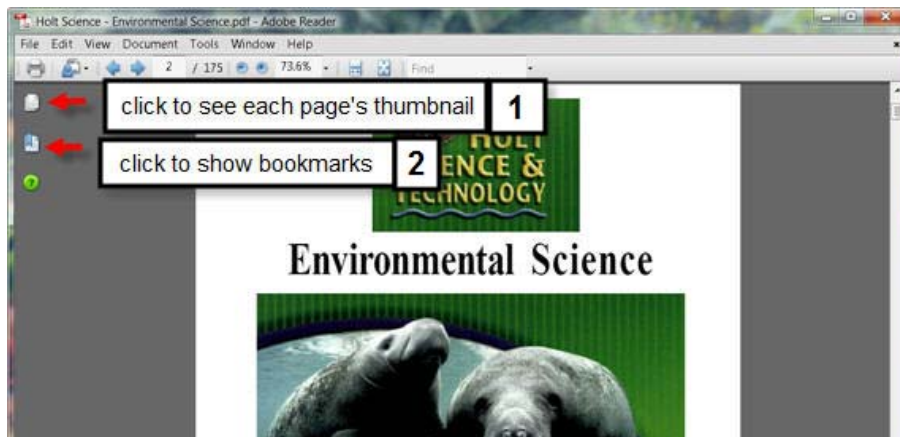 Holt Science - Environmental Science.pdf - Adobe Reader
File Edit View Document Tools Window Help
2 / 175 73.6% Find
click to see each page's thumbnail 1
HOLT
click to show bookmarks 2
ENCE &
TECHNOLOGY
Environmental Science